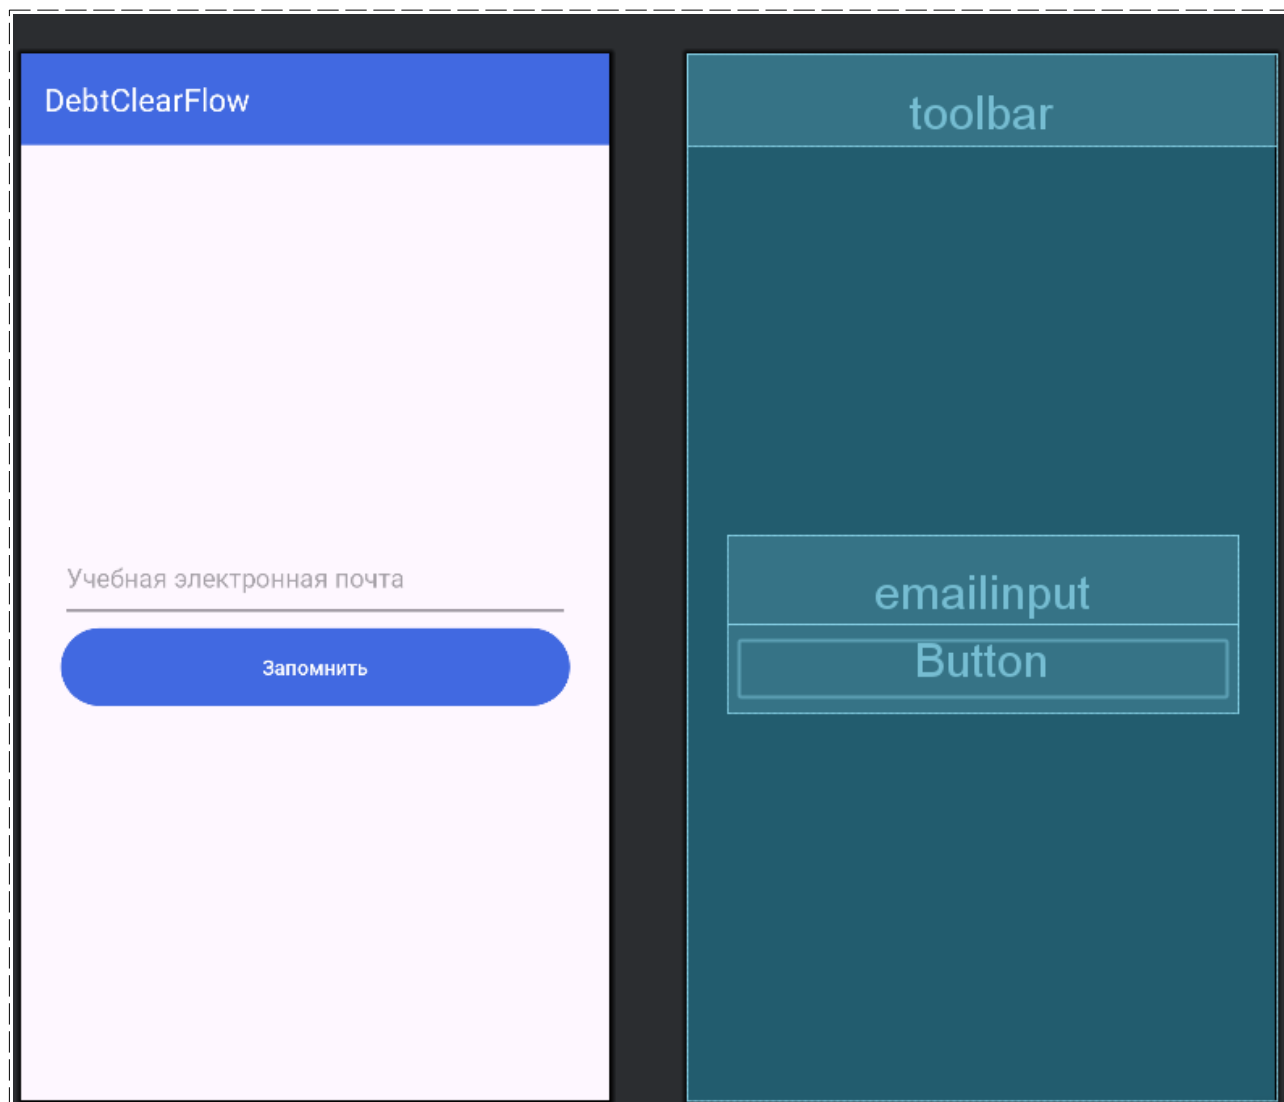 DebtClearFlow
Учебная электронная почта
Запомнить
toolbar
emailinput
Button